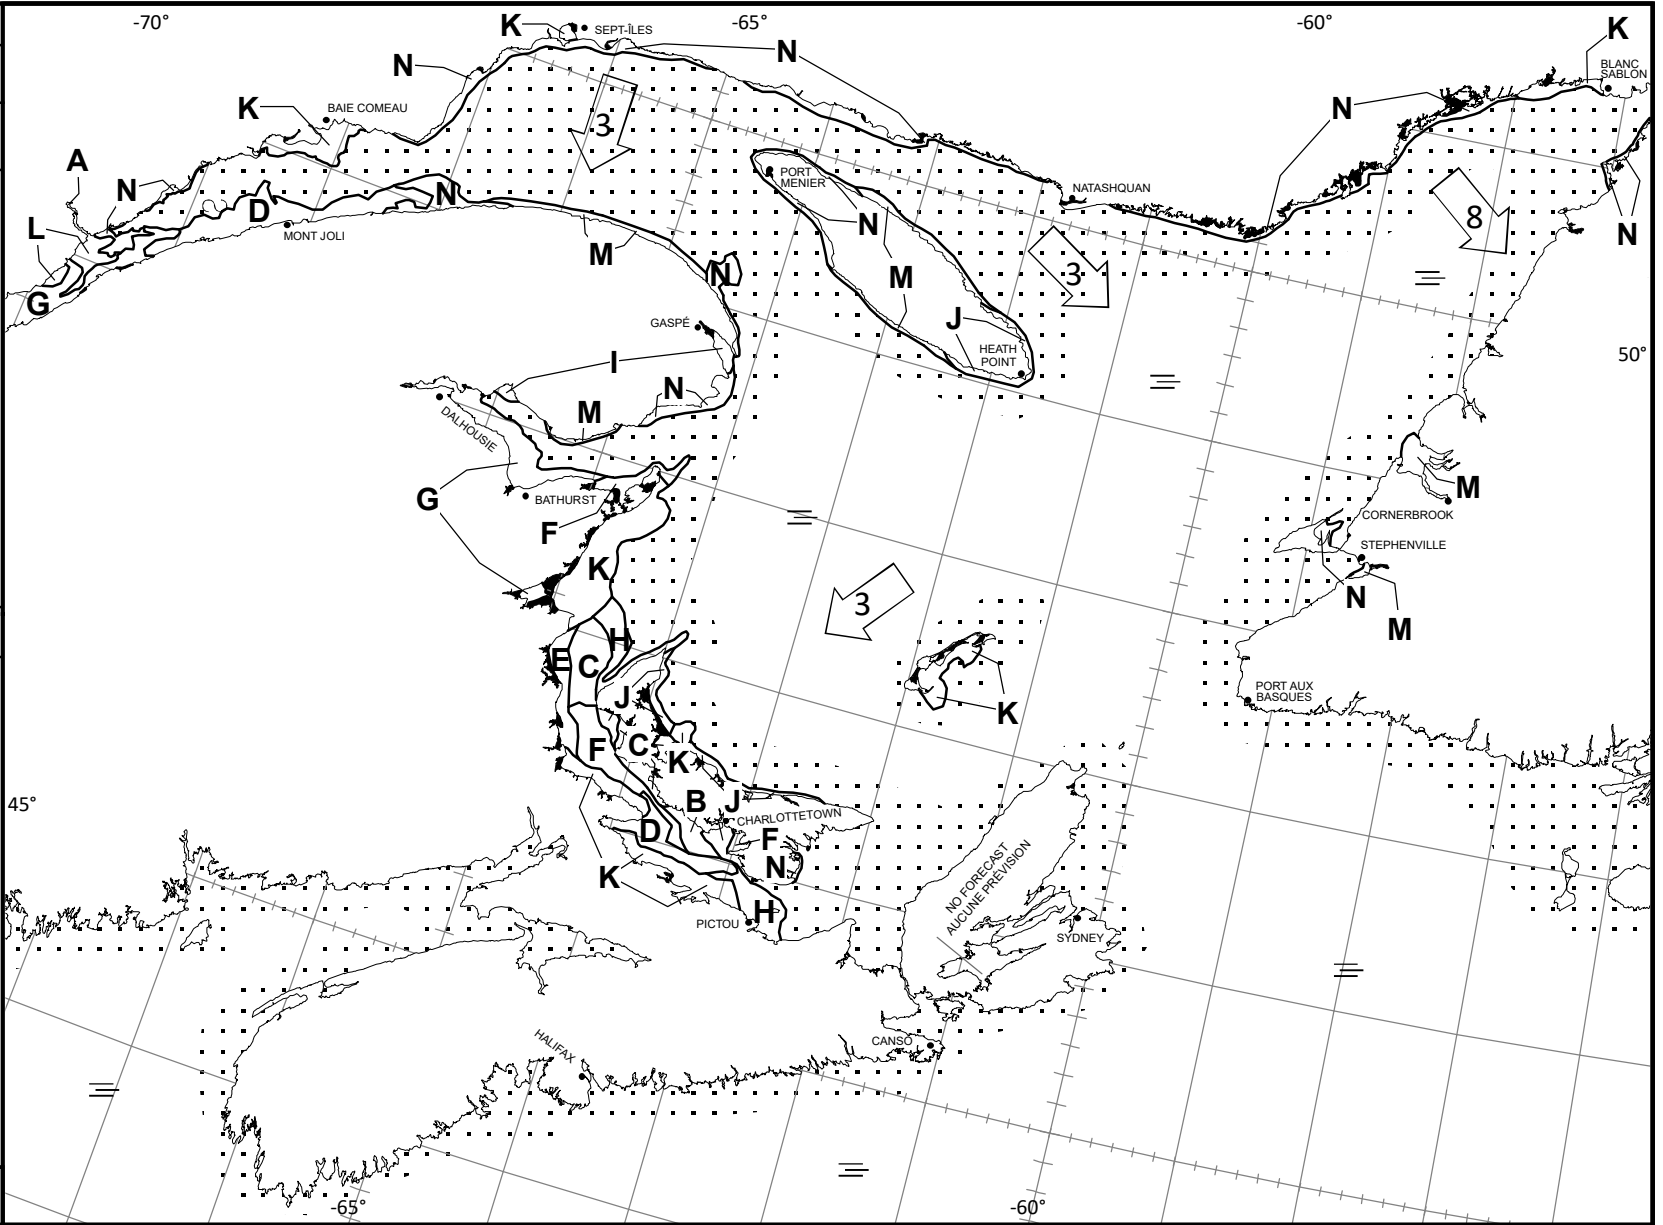 -70°
-65°
-60°
K
SEPT-ÎLES
N
K
BLANC
SABLON
N
K
BAIE COMEAU
N
3
A
N
PORT
MENIER
NATASHQUAN
N
D
N
8
L
MONT JOLI
M
N
N
G
N
M
3
GASPÉ
J
HEATH
POINT
50°
I
N
M
DALHOUSIE
G
BATHURST
F
M
CORNERBROOK
STEPHENVILLE
K
3
N
M
H
E
C
J
K
PORT AUX
BASQUES
F
C
K
45°
B
J
CHARLOTTETOWN
D
F
N
K
H
PICTOU
NO FORECAST
AUCUNE PRÉVISION
SYDNEY
HALIFAX
CANSO
-65°
-60°